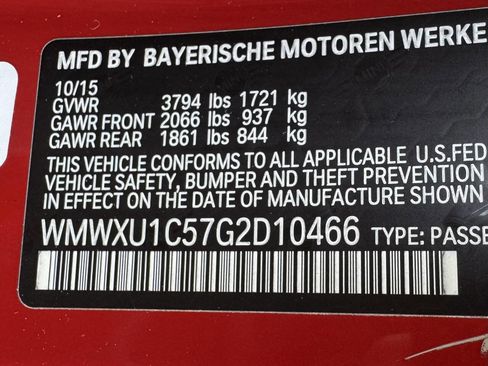 MFD BY BAYERISCHE MOTOREN WERKE
10/15
GVWR 3794 lbs 1721 kg
GAWR FRONT 2066 lbs 937 kg
GAWR REAR 1861 lbs 844 kg
THIS VEHICLE CONFORMS TO ALL APPLICABLE U.S.FED
VEHICLE SAFETY, BUMPER AND THEFT PREVENTION
IN EFFECT ON THE DATE OF MANUFACTURE SHOWN
WMWXU1C57G2D10466 TYPE: PASSE